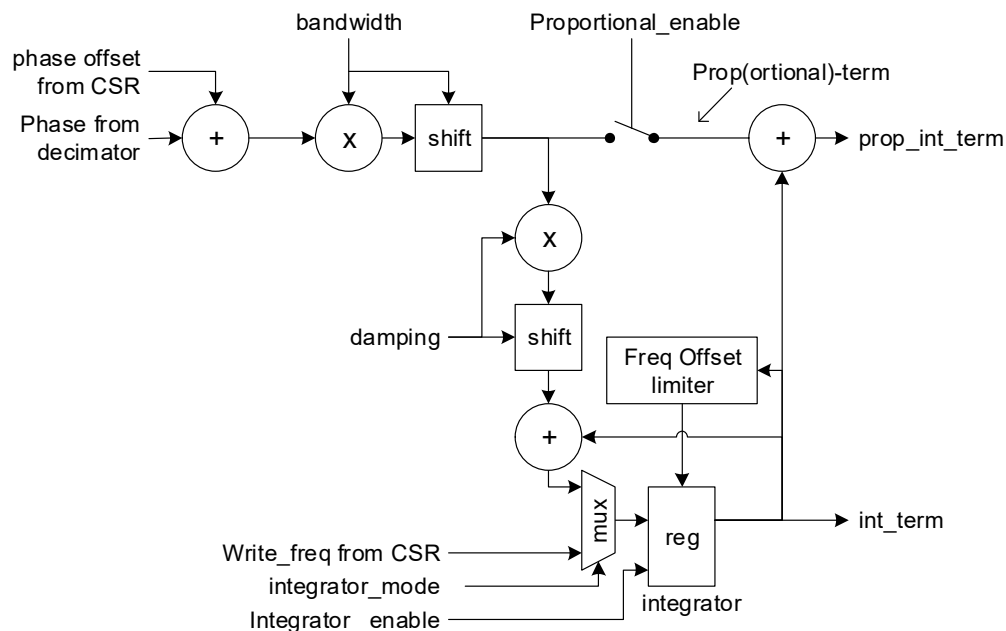 bandwidth
Proportional_enable
phase offset
from CSR
Prop(ortional)-term
Phase from
decimator
+
x
shift
+
prop_int_term
x
damping
shift
Freq Offset
limiter
+
mux
reg
int_term
Write_freq from CSR
integrator_mode
Integrator enable
integrator